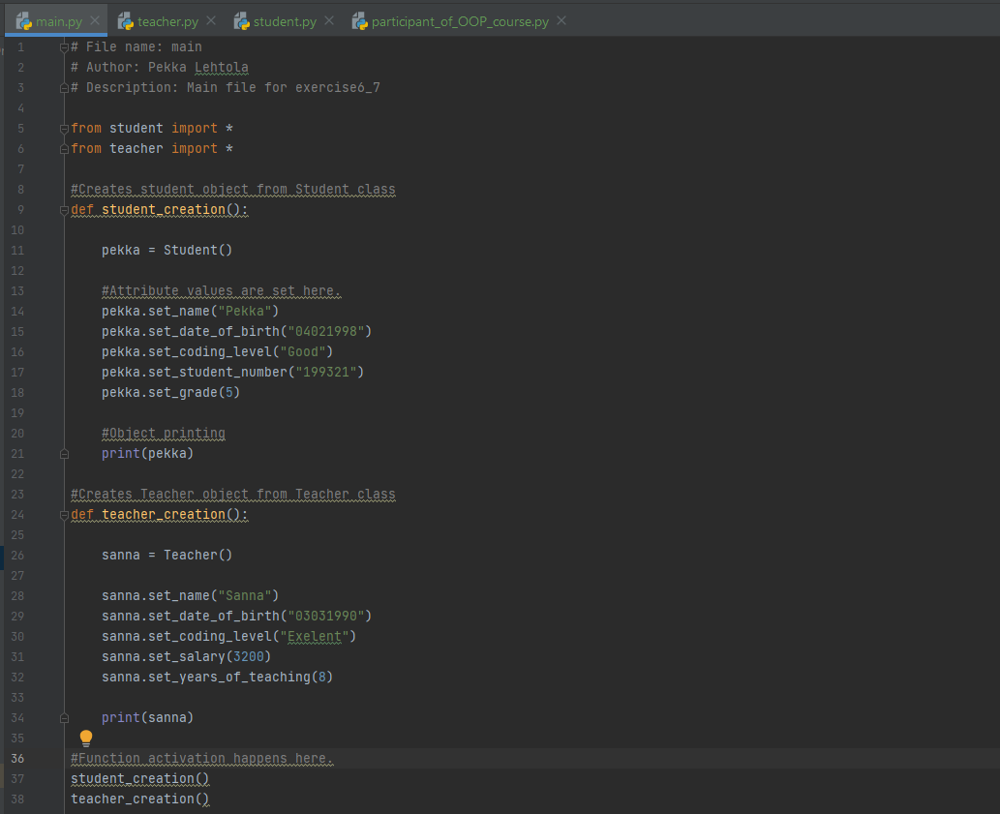 main.py teacher.py student.py participant_of_OOP_course.py
1 # File name: main
2 # Author: Pekka Lehtola
3 # Description: Main file for exercise6_7
4
5 from student import *
6 from teacher import *
7
8 #Creates student object from Student class
9 def student_creation():
10
11 pekka = Student()
12
13 #Attribute values are set here.
14 pekka.set_name("Pekka")
15 pekka.set_date_of_birth("04021998")
16 pekka.set_coding_level("Good")
17 pekka.set_student_number("199321")
18 pekka.set_grade(5)
19
20 #Object printing
21 print(pekka)
22
23 #Creates Teacher object from Teacher class
24 def teacher_creation():
25
26 sanna = Teacher()
27
28 sanna.set_name("Sanna")
29 sanna.set_date_of_birth("03031990")
30 sanna.set_coding_level("Exelent")
31 sanna.set_salary(3200)
32 sanna.set_years_of_teaching(8)
33
34 print(sanna)
35
36 #Function activation happens here.
37 student_creation()
38 teacher_creation()